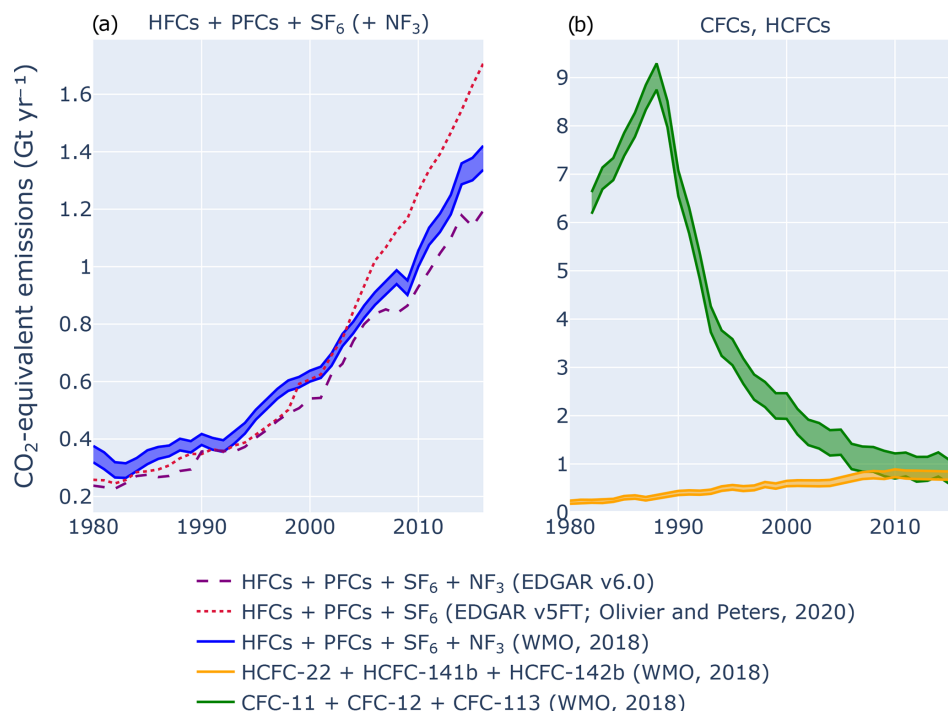 (a) HFCs + PFCs + SF₆ (+ NF₃)
(b) CFCs, HCFCs
CO₂-equivalent emissions (Gt yr⁻¹)
1.6
1.4
1.2
1
0.8
0.6
0.4
0.2
1980 1990 2000 2010
9
8
7
6
5
4
3
2
1
0
1980 1990 2000 2010
HFCs + PFCs + SF₆ + NF₃ (EDGAR v6.0)
HFCs + PFCs + SF₆ (EDGAR v5FT; Olivier and Peters, 2020)
HFCs + PFCs + SF₆ + NF₃ (WMO, 2018)
HCFC-22 + HCFC-141b + HCFC-142b (WMO, 2018)
CFC-11 + CFC-12 + CFC-113 (WMO, 2018)